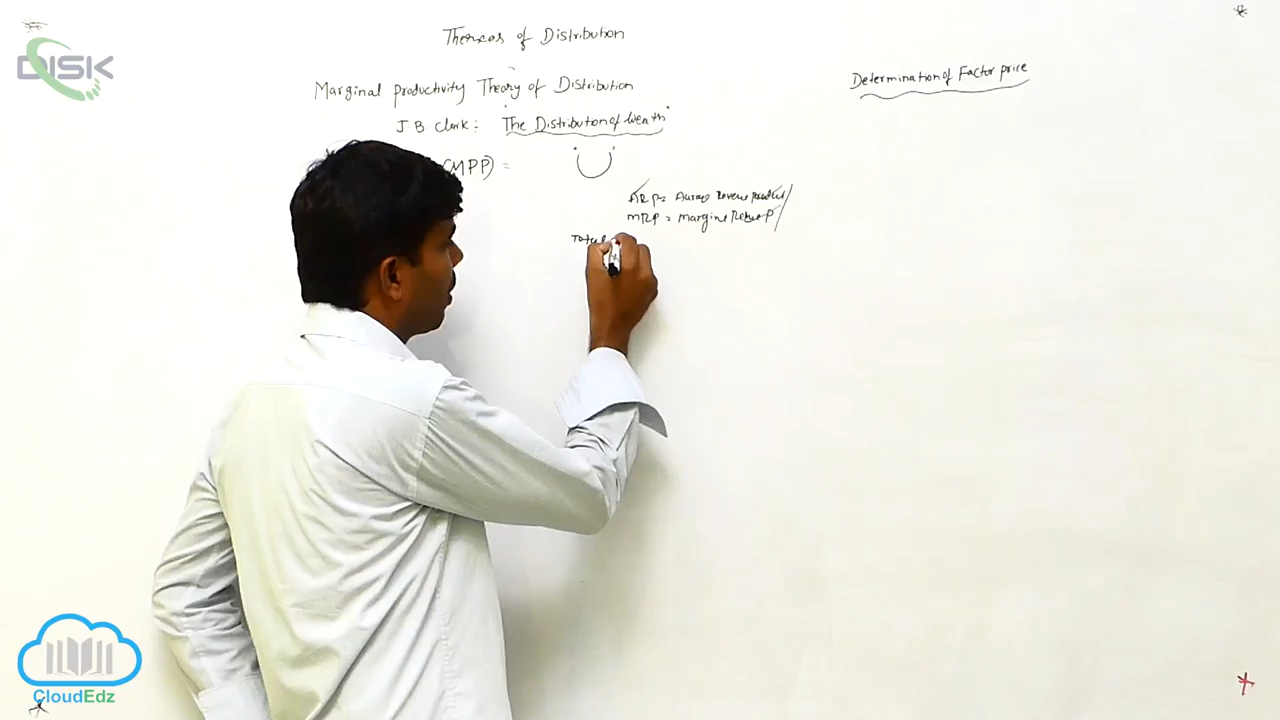 DISK
Theories of Distribution
Marginal productivity Theory of Distribution
J B Clark: "The Distribution of Wealth"
(MPP) =
ARP= Average Revenue Product
MRP = Margine Revenue P
Total
Determination of Factor price
CloudEdz